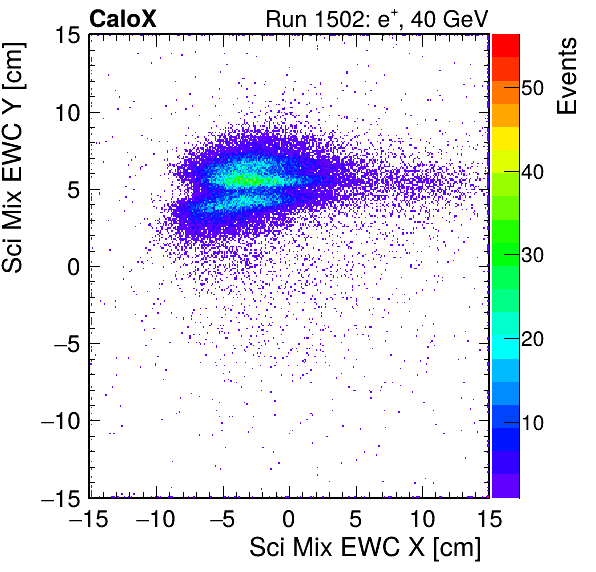 CaloX Run 1502: e+, 40 GeV
Sci Mix EWC Y [cm]
15
10
5
0
−5
−10
−15
−15 −10 −5 0 5 10 15
Sci Mix EWC X [cm]
Events
50
40
30
20
10